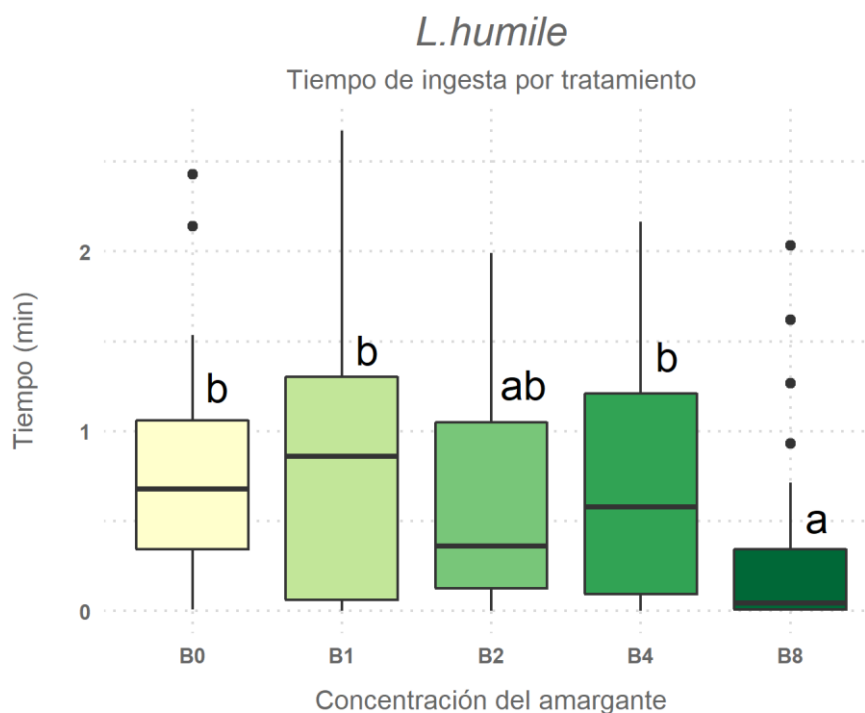 L.humile
Tiempo de ingesta por tratamiento
Tiempo (min)
2
1
0
b
b
ab
b
a
B0 B1 B2 B4 B8
Concentración del amargante